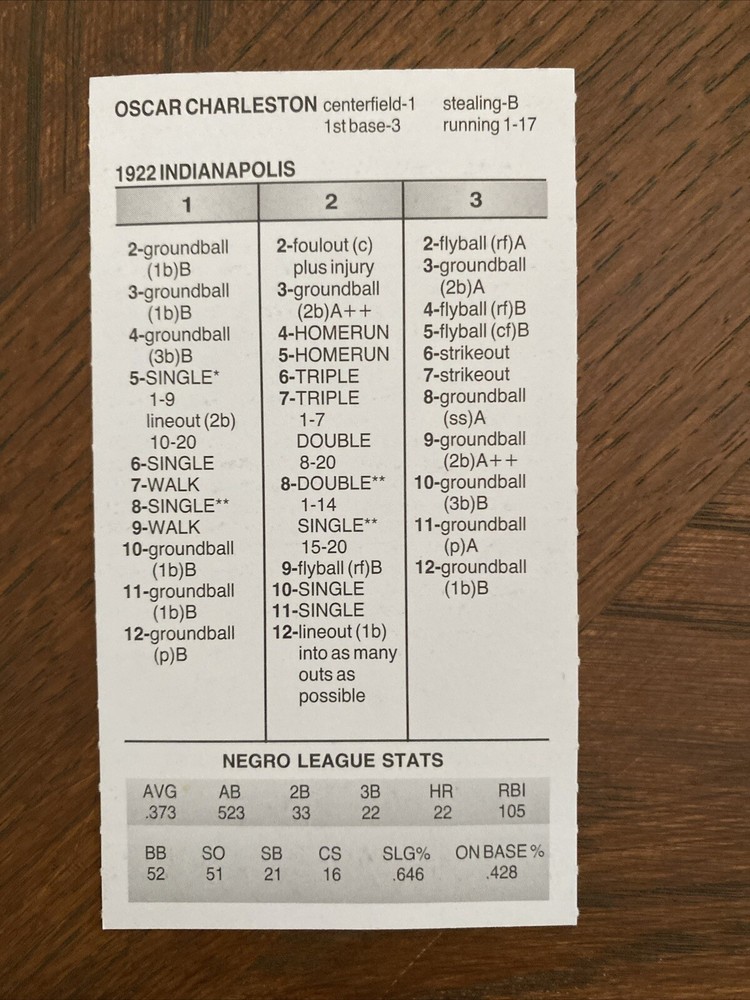 OSCAR CHARLESTON centerfield-1 stealing-B
1st base-3 running 1-17
1922 INDIANAPOLIS
1
2-groundball
(1b)B
3-groundball
(1b)B
4-groundball
(3b)B
5-SINGLE*
1-9
lineout (2b)
10-20
6-SINGLE
7-WALK
8-SINGLE**
9-WALK
10-groundball
(1b)B
11-groundball
(1b)B
12-groundball
(p)B
2
2-foulout (c)
plus injury
3-groundball
(2b)A++
4-HOMERUN
5-HOMERUN
6-TRIPLE
7-TRIPLE
1-7
DOUBLE
8-20
8-DOUBLE**
1-14
SINGLE**
15-20
9-flyball (rf)B
10-SINGLE
11-SINGLE
12-lineout (1b)
into as many
outs as
possible
3
2-flyball (rf)A
3-groundball
(2b)A
4-flyball (rf)B
5-flyball (cf)B
6-strikeout
7-strikeout
8-groundball
(ss)A
9-groundball
(2b)A++
10-groundball
(3b)B
11-groundball
(p)A
12-groundball
(1b)B
NEGRO LEAGUE STATS
AVG AB 2B 3B HR RBI
.373 523 33 22 22 105
BB SO SB CS SLG% ON BASE %
52 51 21 16 .646 .428